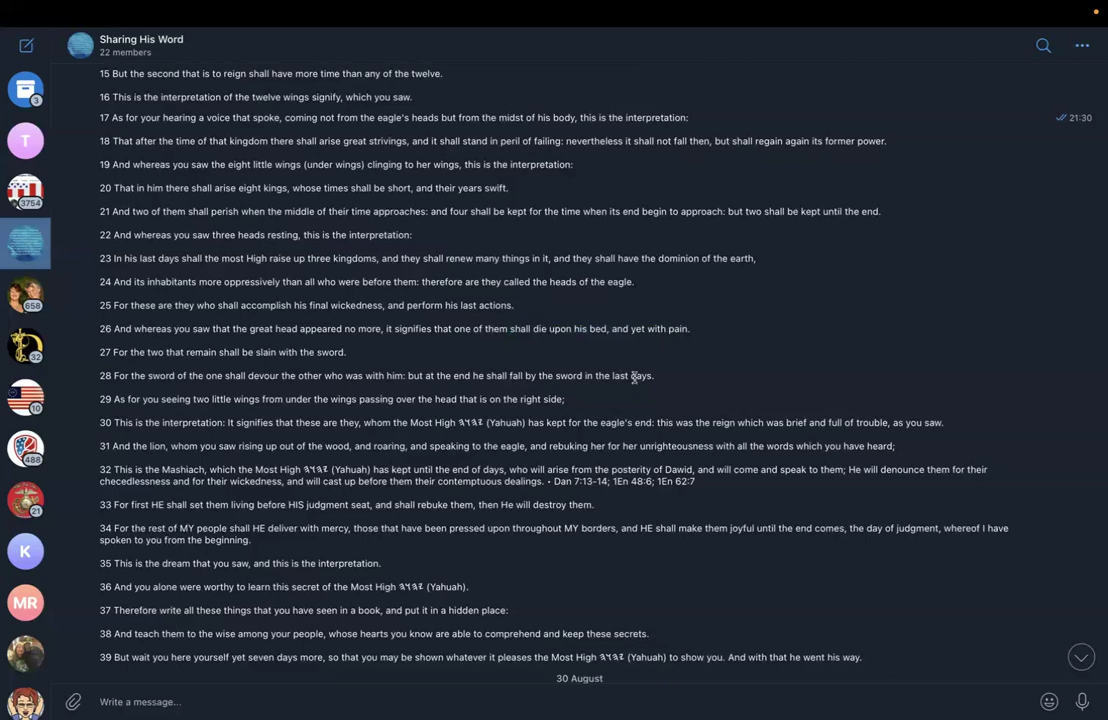 Sharing His Word
22 members
15 But the second that is to reign shall have more time than any of the twelve.
16 This is the interpretation of the twelve wings signify, which you saw.
17 As for your hearing a voice that spoke, coming not from the eagle's heads but from the midst of his body, this is the interpretation:
21:30
18 That after the time of that kingdom there shall arise great strivings, and it shall stand in peril of failing: nevertheless it shall not fall then, but shall regain again its former power.
19 And whereas you saw the eight little wings (under wings) clinging to her wings, this is the interpretation:
20 That in him there shall arise eight kings, whose times shall be short, and their years swift.
21 And two of them shall perish when the middle of their time approaches: and four shall be kept for the time when its end begin to approach: but two shall be kept until the end.
22 And whereas you saw three heads resting, this is the interpretation:
23 In his last days shall the most High raise up three kingdoms, and they shall renew many things in it, and they shall have the dominion of the earth,
24 And its inhabitants more oppressively than all who were before them: therefore are they called the heads of the eagle.
25 For these are they who shall accomplish his final wickedness, and perform his last actions.
26 And whereas you saw that the great head appeared no more, it signifies that one of them shall die upon his bed, and yet with pain.
27 For the two that remain shall be slain with the sword.
28 For the sword of the one shall devour the other who was with him: but at the end he shall fall by the sword in the last days.
29 As for you seeing two little wings from under the wings passing over the head that is on the right side;
30 This is the interpretation: It signifies that these are they, whom the Most High 𐤉𐤄𐤅𐤄 (Yahuah) has kept for the eagle's end: this was the reign which was brief and full of trouble, as you saw.
31 And the lion, whom you saw rising up out of the wood, and roaring, and speaking to the eagle, and rebuking her for her unrighteousness with all the words which you have heard;
32 This is the Mashiach, which the Most High 𐤉𐤄𐤅𐤄 (Yahuah) has kept until the end of days, who will arise from the posterity of Dawid, and will come and speak to them; He will denounce them for their
checedlessness and for their wickedness, and will cast up before them their contemptuous dealings. • Dan 7:13-14; 1En 48:6; 1En 62:7
33 For first HE shall set them living before HIS judgment seat, and shall rebuke them, then He will destroy them.
34 For the rest of MY people shall HE deliver with mercy, those that have been pressed upon throughout MY borders, and HE shall make them joyful until the end comes, the day of judgment, whereof I have
spoken to you from the beginning.
35 This is the dream that you saw, and this is the interpretation.
36 And you alone were worthy to learn this secret of the Most High 𐤉𐤄𐤅𐤄 (Yahuah).
37 Therefore write all these things that you have seen in a book, and put it in a hidden place:
38 And teach them to the wise among your people, whose hearts you know are able to comprehend and keep these secrets.
39 But wait you here yourself yet seven days more, so that you may be shown whatever it pleases the Most High 𐤉𐤄𐤅𐤄 (Yahuah) to show you. And with that he went his way.
30 August
Write a message...
3
T
3754
658
32
10
488
21
K
MR